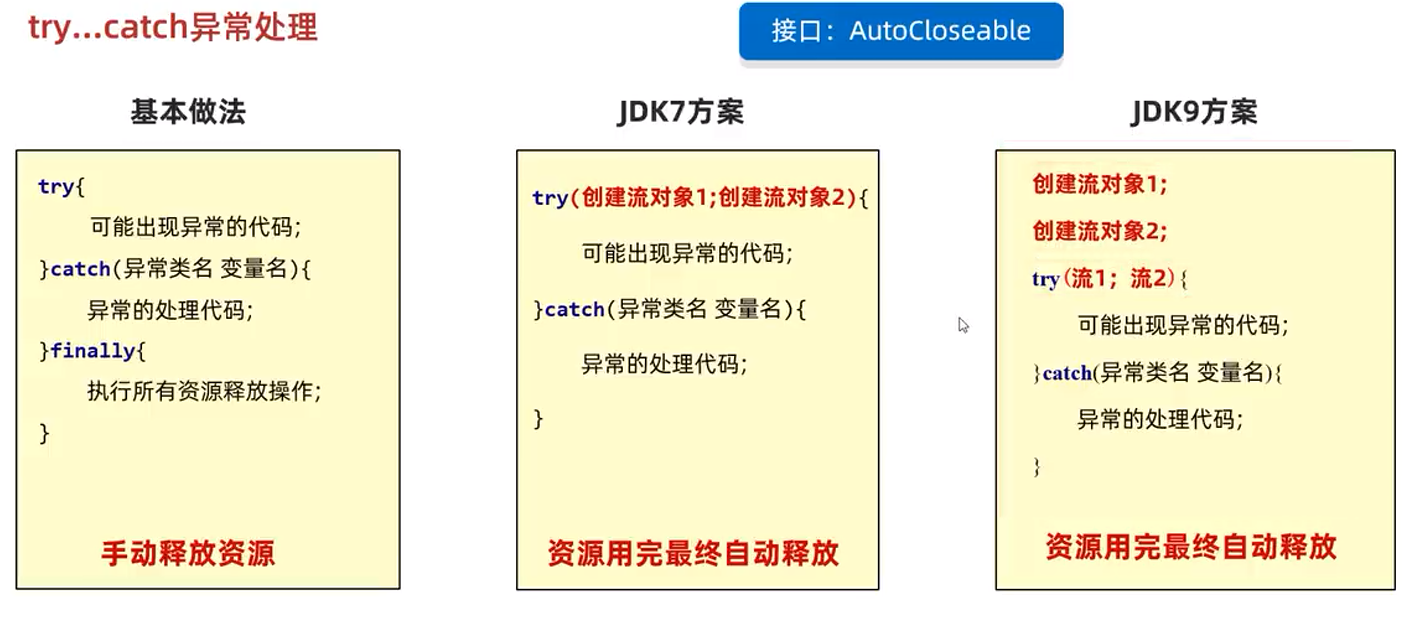 try...catch异常处理
接口：AutoCloseable
基本做法
try{
可能出现异常的代码;
}catch(异常类名 变量名){
异常的处理代码;
}finally{
执行所有资源释放操作;
}
手动释放资源
JDK7方案
try(创建流对象1;创建流对象2){
可能出现异常的代码;
}catch(异常类名 变量名){
异常的处理代码;
}
资源用完最终自动释放
JDK9方案
创建流对象1;
创建流对象2;
try(流1；流2){
可能出现异常的代码;
}catch(异常类名 变量名){
异常的处理代码;
}
资源用完最终自动释放